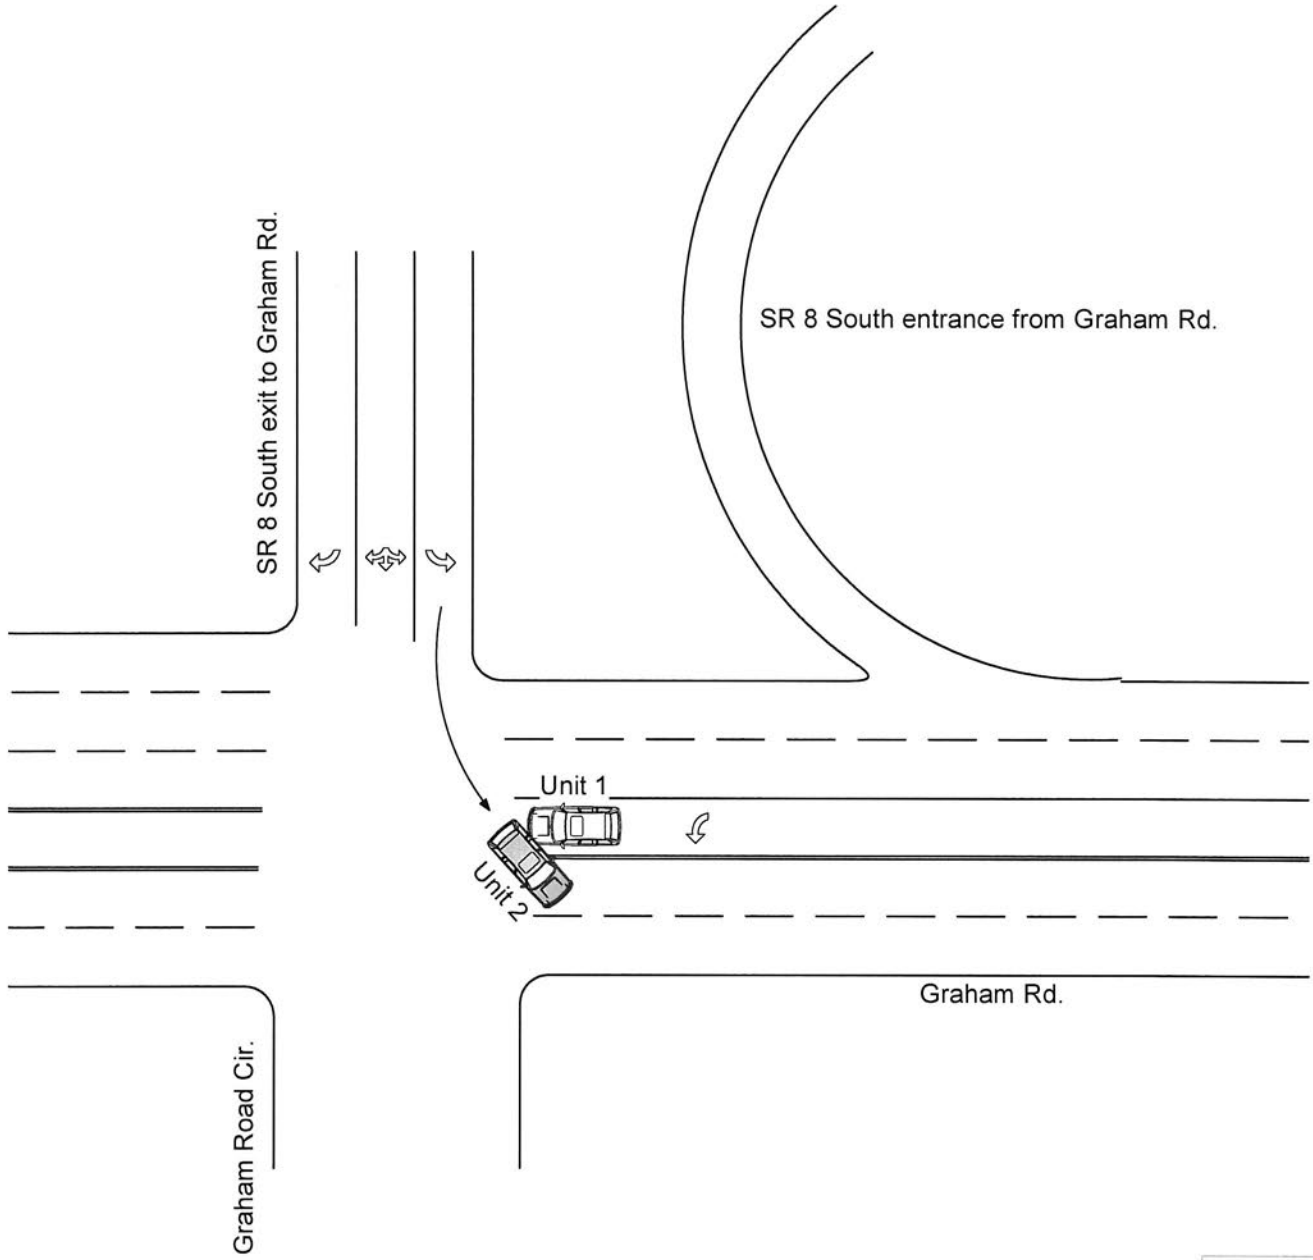 SR 8 South exit to Graham Rd.
SR 8 South entrance from Graham Rd.
Unit 1
Unit 2
Graham Rd.
Graham Road Cir.